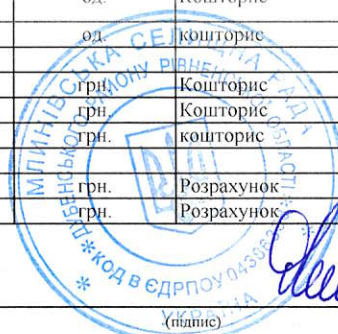 од. Кошторис
од. кошторис
грн. Кошторис
грн. Кошторис
грн. кошторис
грн. Розрахунок
грн. Розрахунок
МЛИНІВСЬКА СЕЛИЩНА РАДА
ДУБЕНСЬКОГО РАЙОНУ РІВНЕНСЬКОЇ ОБЛАСТІ
* КОД В ЄДРПОУ
* УКРАЇНА
(підпис)